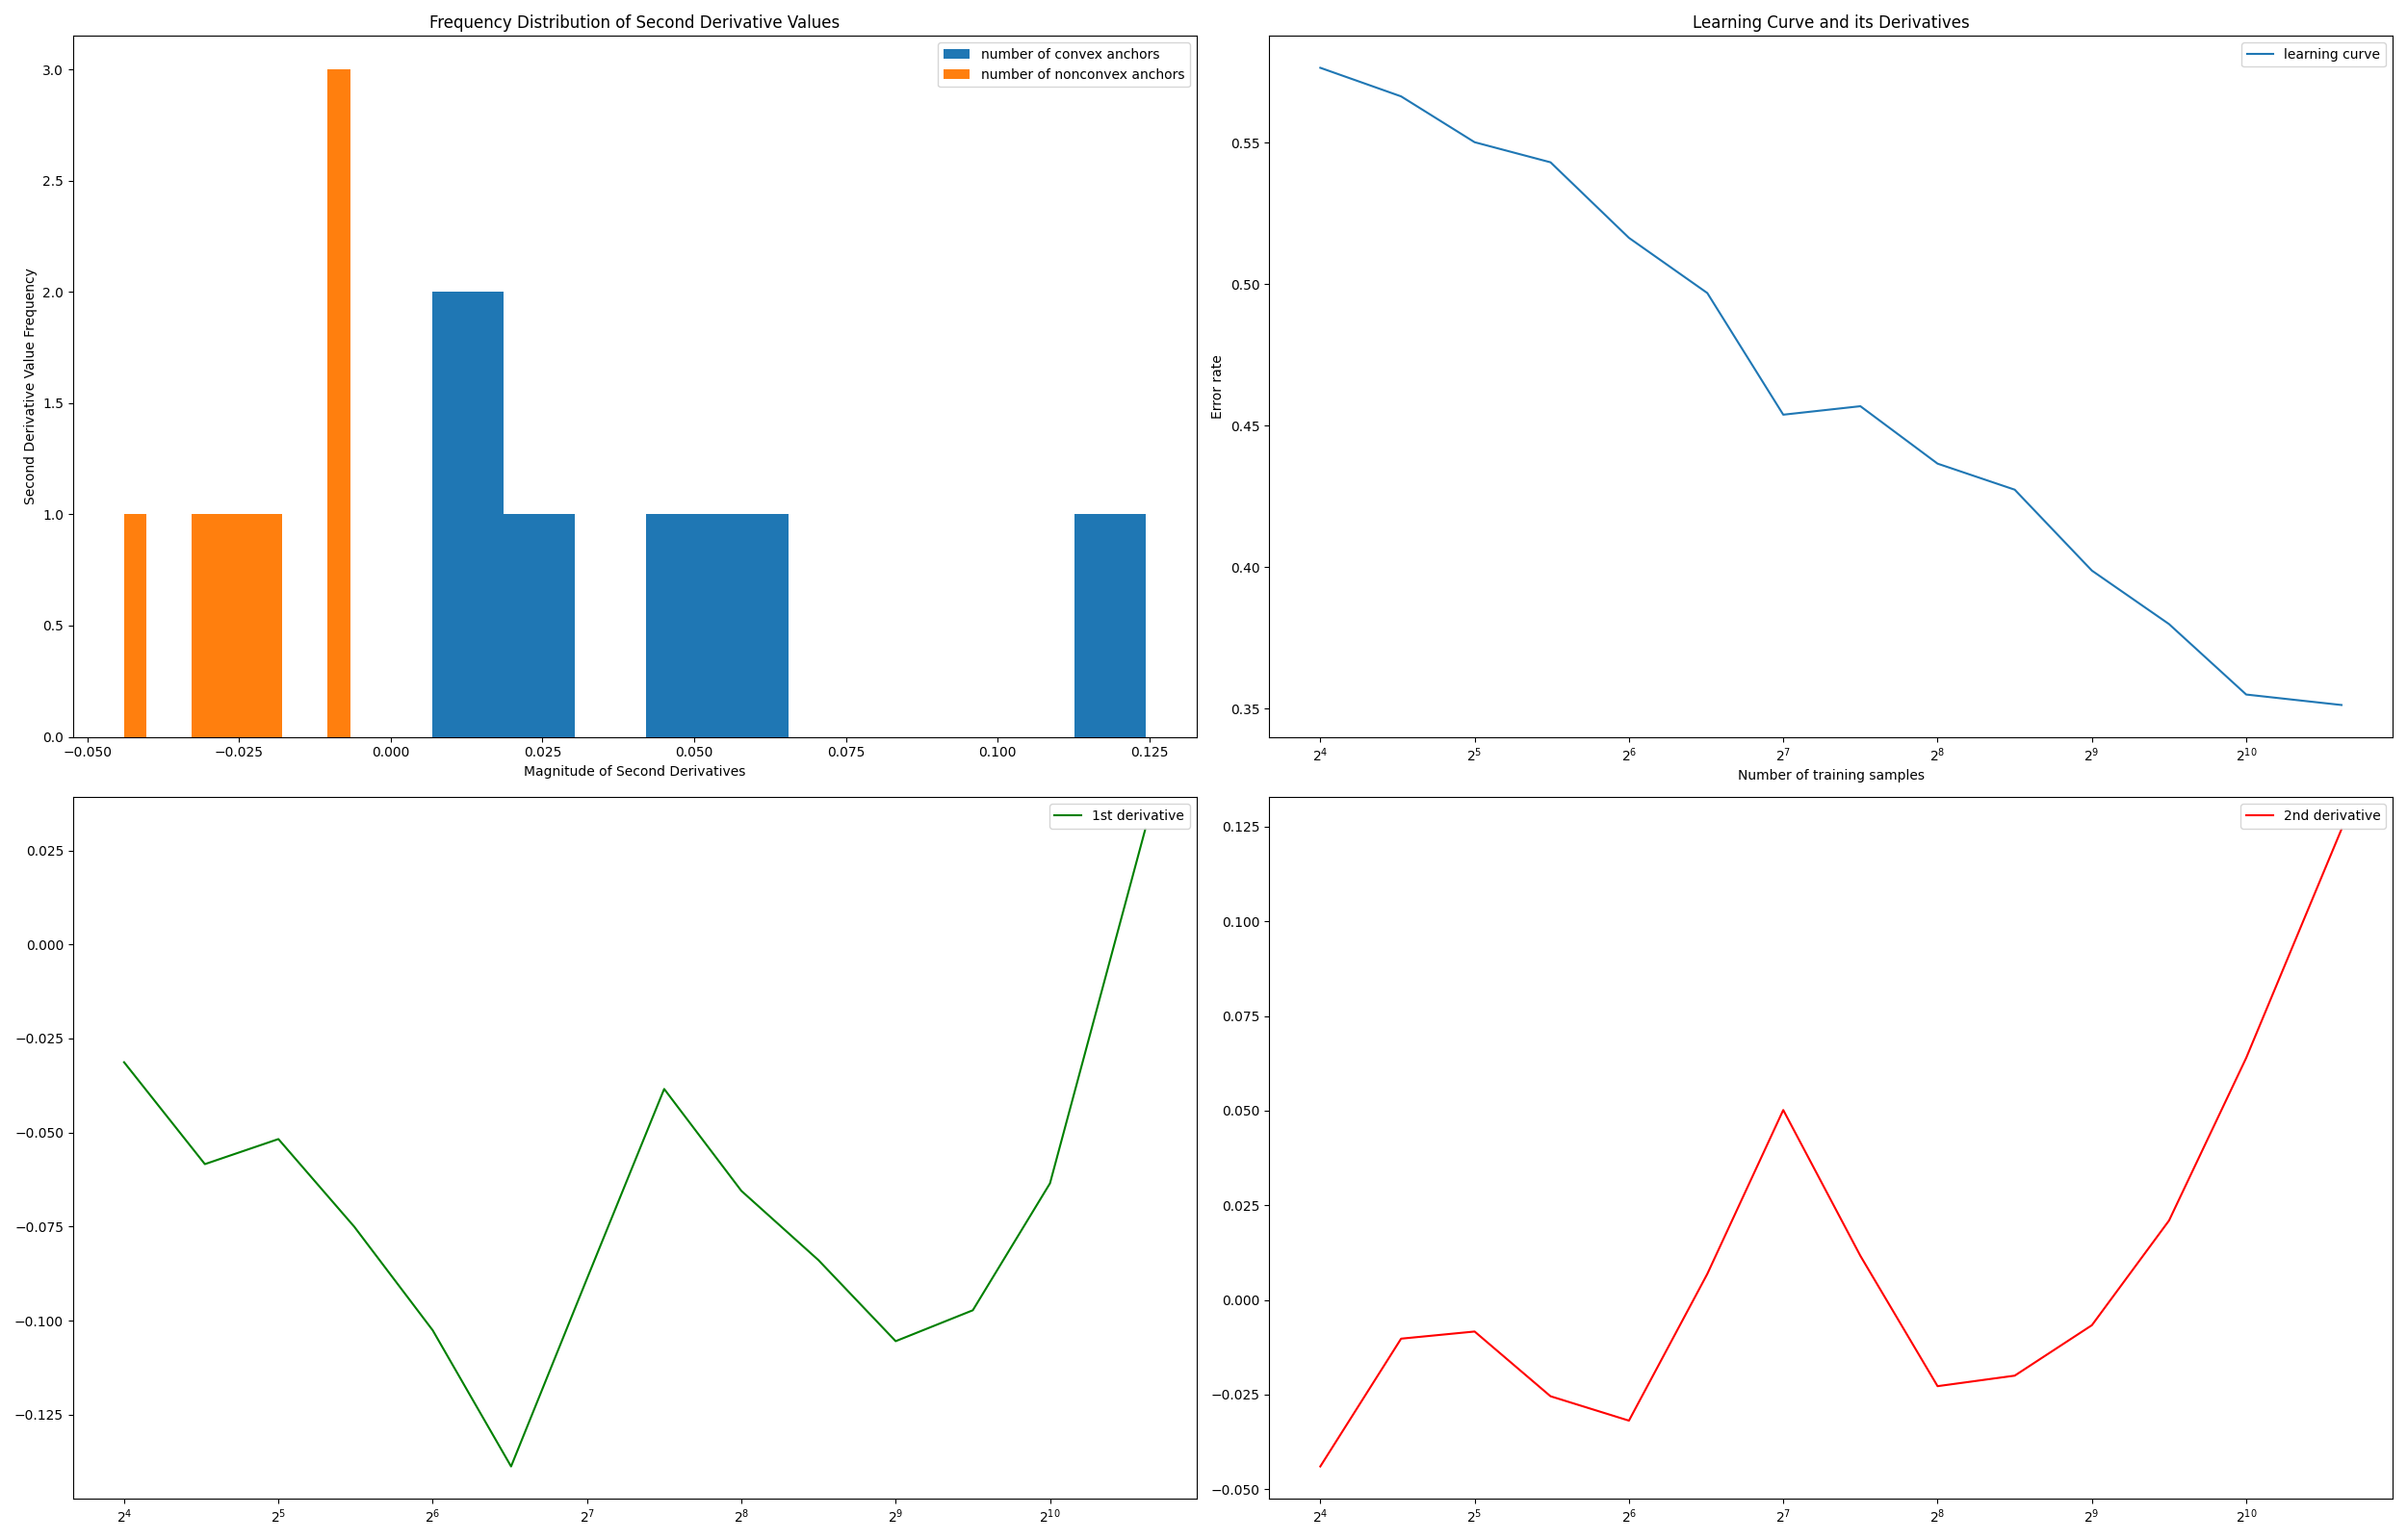 Frequency Distribution of Second Derivative Values
number of convex anchors
number of nonconvex anchors
Second Derivative Value Frequency
3.0
2.5
2.0
1.5
1.0
0.5
0.0
−0.050 −0.025 0.000 0.025 0.050 0.075 0.100 0.125
Magnitude of Second Derivatives
Learning Curve and its Derivatives
learning curve
Error rate
0.55
0.50
0.45
0.40
0.35
2⁴ 2⁵ 2⁶ 2⁷ 2⁸ 2⁹ 2¹⁰
Number of training samples
1st derivative
0.025
0.000
−0.025
−0.050
−0.075
−0.100
−0.125
2⁴ 2⁵ 2⁶ 2⁷ 2⁸ 2⁹ 2¹⁰
2nd derivative
0.125
0.100
0.075
0.050
0.025
0.000
−0.025
−0.050
2⁴ 2⁵ 2⁶ 2⁷ 2⁸ 2⁹ 2¹⁰